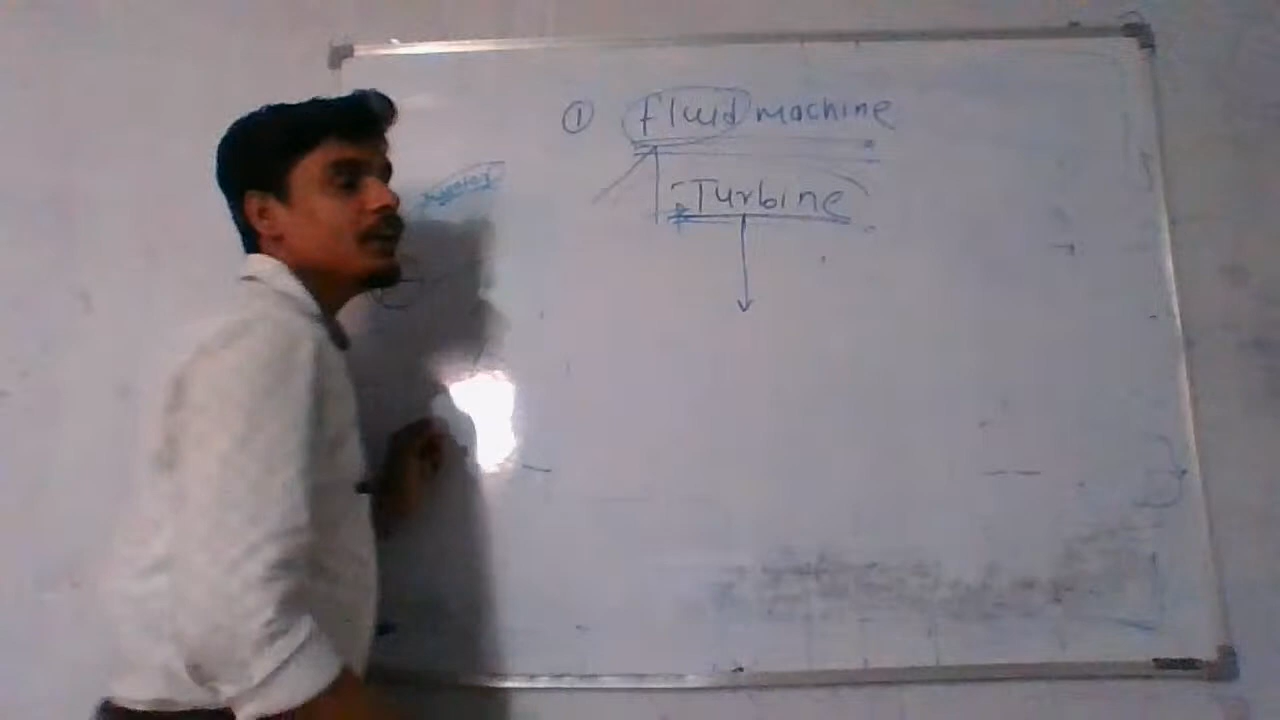 ① fluid machine
:- Turbine